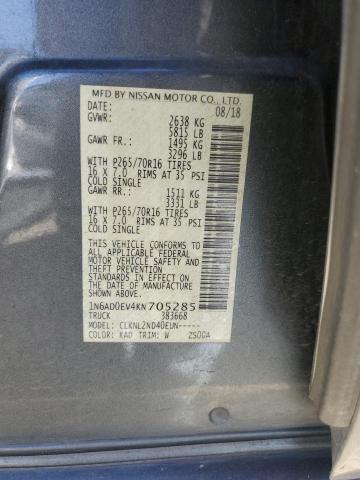 MFD BY NISSAN MOTOR CO., LTD.
DATE: 08/18
GVWR: 2638 KG
5815 LB
GAWR FR.: 1495 KG
3296 LB
WITH P265/70R16 TIRES
16 X 7.0 RIMS AT 35 PSI
COLD SINGLE
GAWR RR.: 1511 KG
3331 LB
WITH P265/70R16 TIRES
16 X 7.0 RIMS AT 35 PSI
COLD SINGLE
THIS VEHICLE CONFORMS TO
ALL APPLICABLE FEDERAL
MOTOR VEHICLE SAFETY AND
THEFT PREVENTION
STANDARDS IN EFFECT ON
THE DATE OF MANUFACTURE
SHOWN ABOVE.
1N6AD0EV4KN705285
TRUCK 383668
MODEL: CLKNL2ND40EUN-----
COLOR: KAD TRIM: W 2S00A